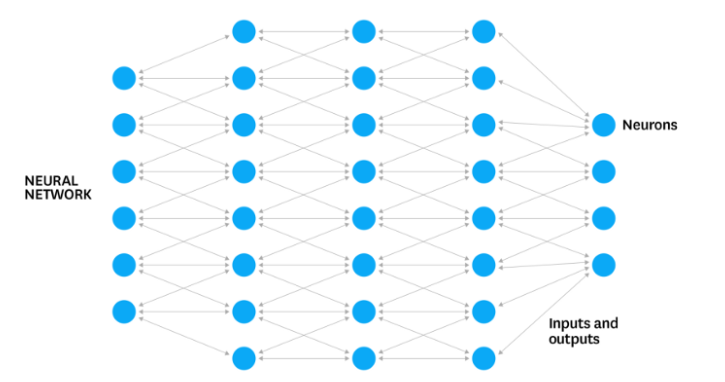 NEURAL
NETWORK
Neurons
Inputs and
outputs